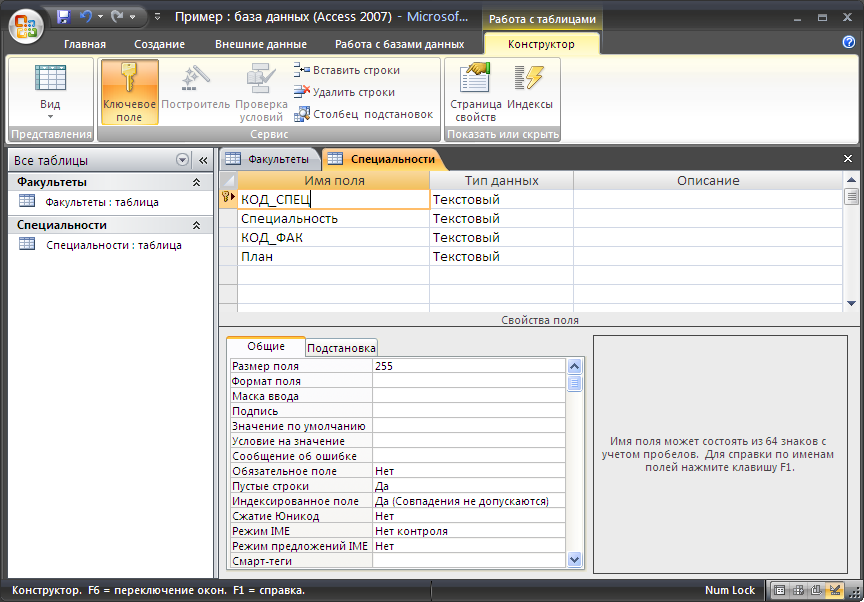 Пример : база данных (Access 2007) - Microsoft...
Работа с таблицами
Главная Создание Внешние данные Работа с базами данных Конструктор
Вид
Ключевое поле
Построитель
Проверка условий
Вставить строки
Удалить строки
Столбец подстановок
Страница свойств
Индексы
Представления
Сервис
Показать или скрыть
Все таблицы
Факультеты
Факультеты : таблица
Специальности
Специальности : таблица
Факультеты Специальности
Имя поля Тип данных Описание
КОД_СПЕЦ Текстовый
Специальность Текстовый
КОД_ФАК Текстовый
План Текстовый
Свойства поля
Общие Подстановка
Размер поля 255
Формат поля
Маска ввода
Подпись
Значение по умолчанию
Условие на значение
Сообщение об ошибке
Обязательное поле Нет
Пустые строки Да
Индексированное поле Да (Совпадения не допускаются)
Сжатие Юникод Нет
Режим IME Нет контроля
Режим предложений IME Нет
Смарт-теги
Имя поля может состоять из 64 знаков с
учетом пробелов. Для справки по именам
полей нажмите клавишу F1.
Конструктор. F6 = переключение окон. F1 = справка.
Num Lock